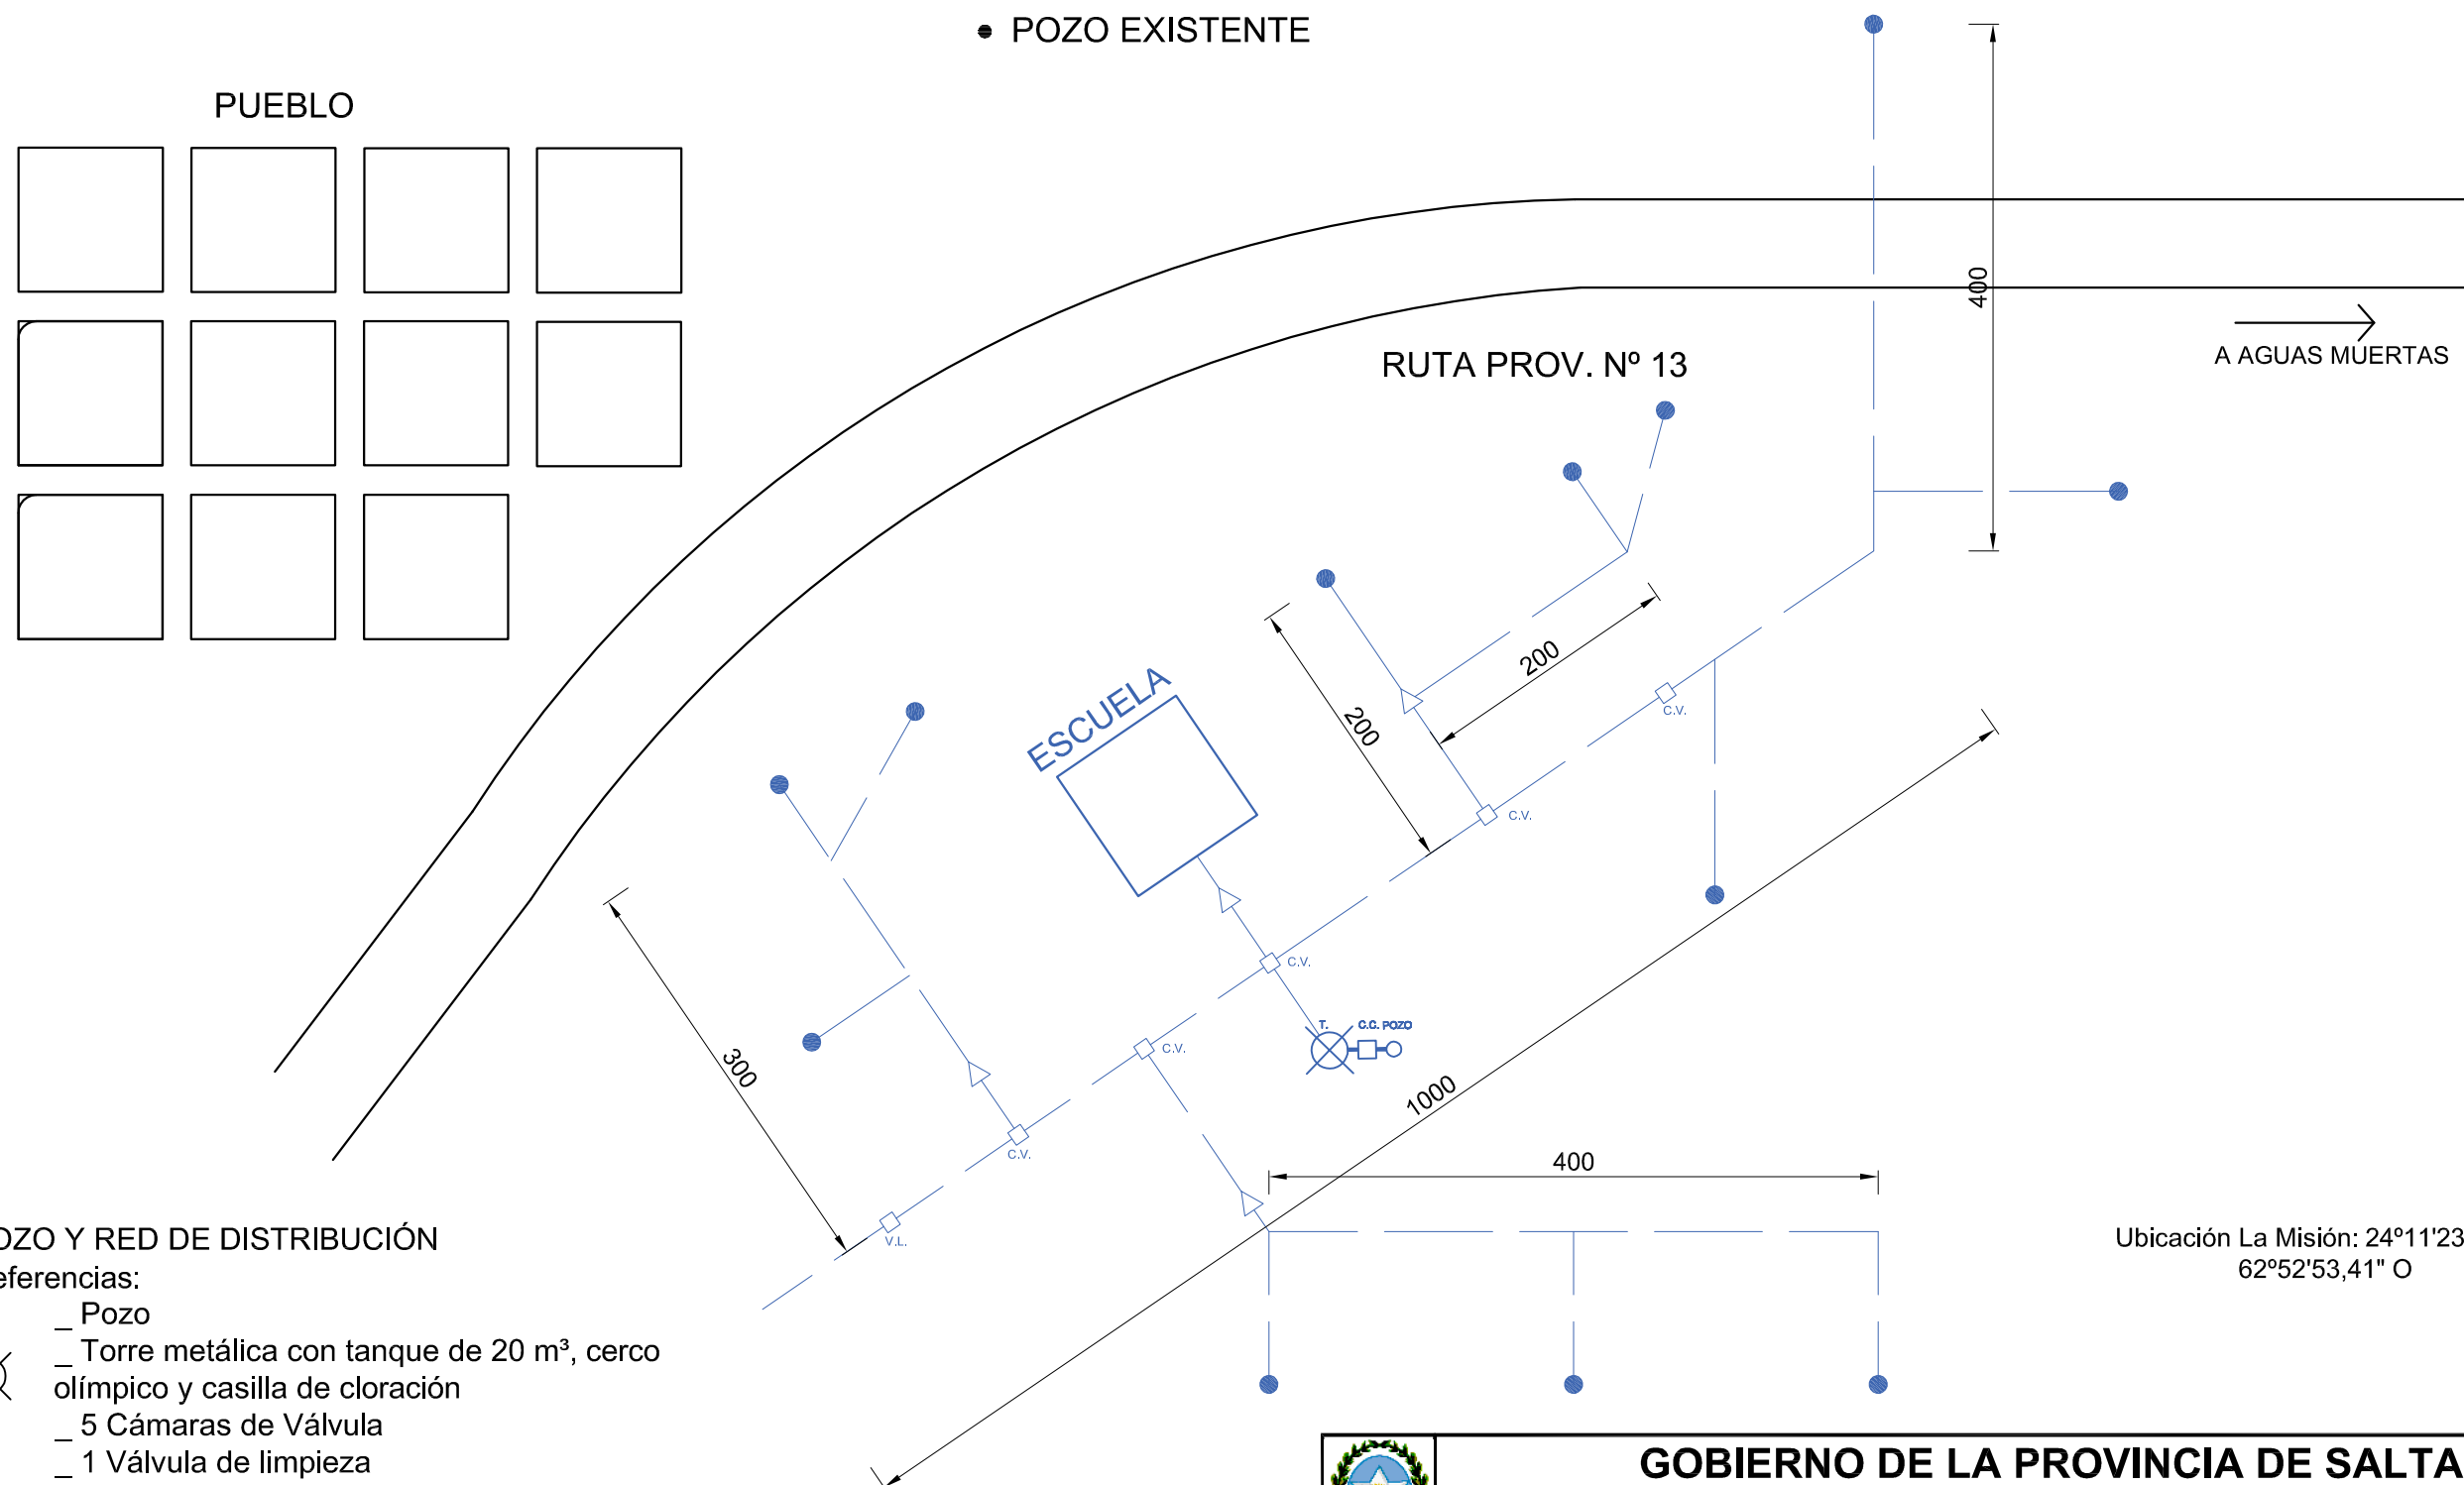 POZO EXISTENTE
PUEBLO
400
A AGUAS MUERTAS
RUTA PROV. Nº 13
200
200
ESCUELA
C.V.
C.V.
C.V.
T. C.C. POZO
C.V.
300
1000
C.V.
400
V.L.
OZO Y RED DE DISTRIBUCIÓN
eferencias:
_ Pozo
_ Torre metálica con tanque de 20 m³, cerco
olímpico y casilla de cloración
_ 5 Cámaras de Válvula
_ 1 Válvula de limpieza
Ubicación La Misión: 24º11'23
62º52'53,41" O
GOBIERNO DE LA PROVINCIA DE SALTA